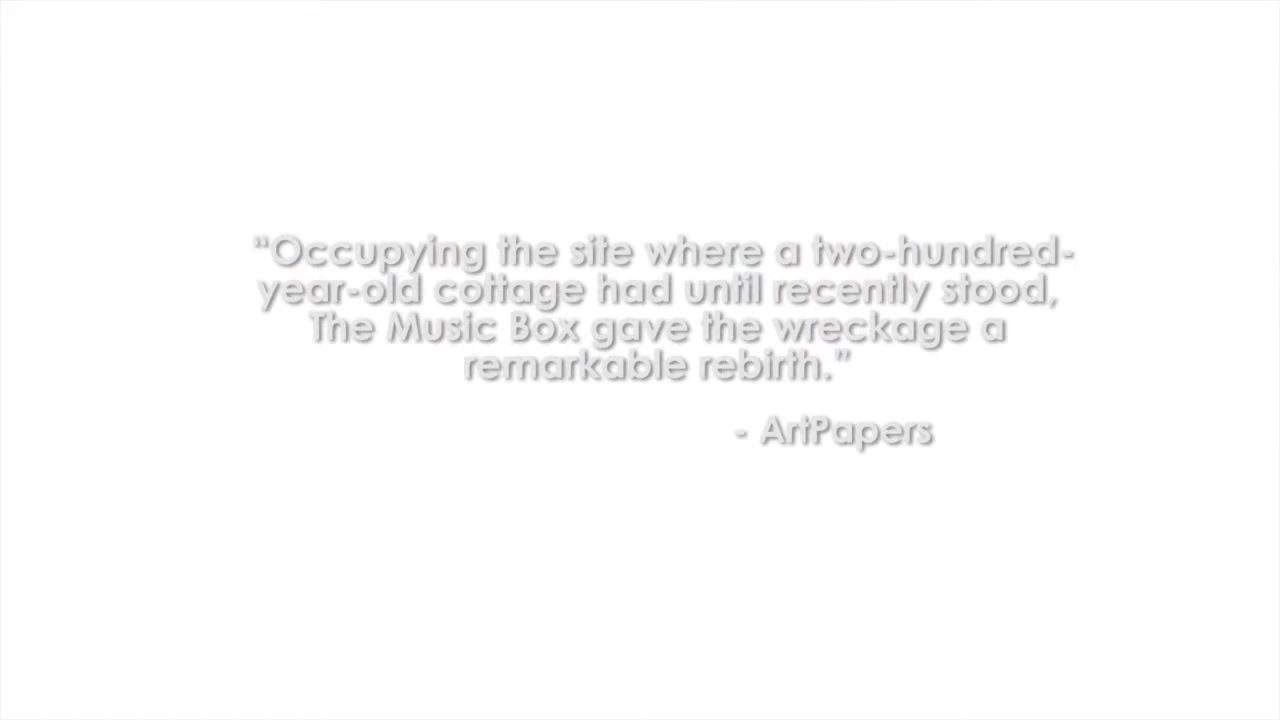 "Occupying the site where a two-hundred-
year-old cottage had until recently stood,
The Music Box gave the wreckage a
remarkable rebirth."
- ArtPapers